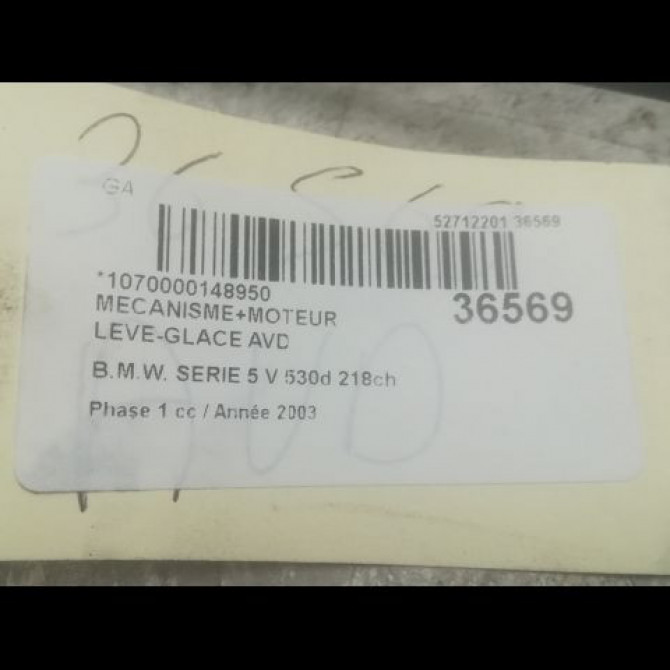 GA
52712201 36569
*1070000148950
36569
MECANISME+MOTEUR
LEVE-GLACE AVD
B.M.W. SERIE 5 V 530d 218ch
Phase 1 cc / Année 2003
AVD